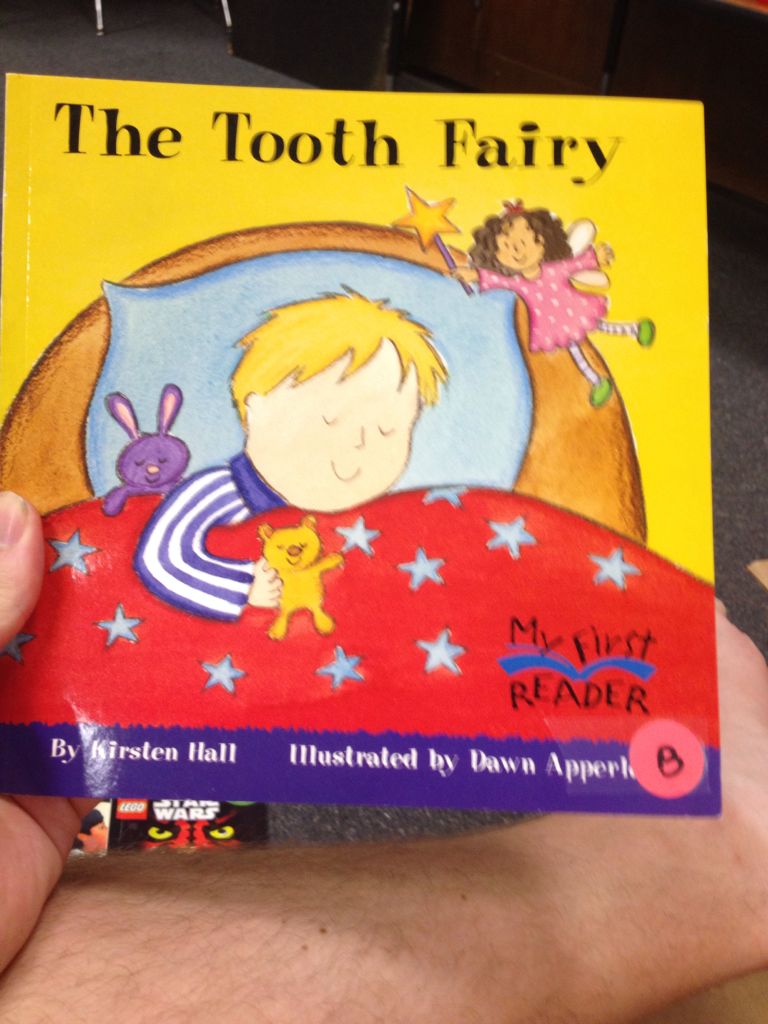 The Tooth Fairy
My First
READER
By Kirsten Hall Illustrated by Dawn
B
LEGO STAR
WARS